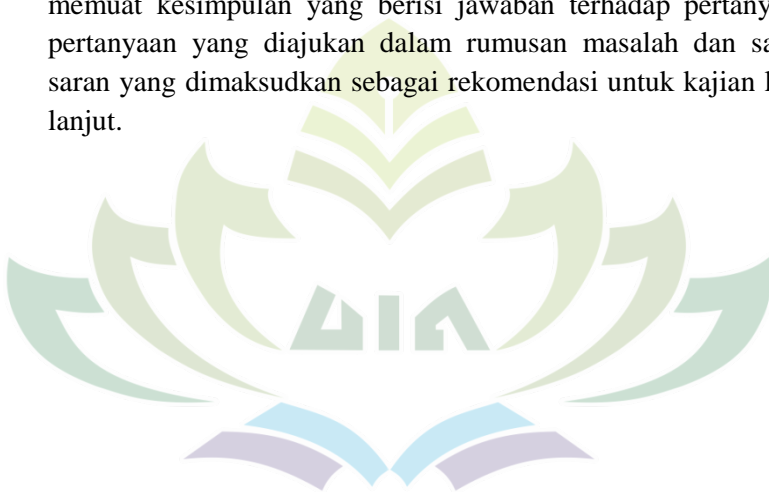 memuat kesimpulan yang berisi jawaban terhadap
pertanyaan yang diajukan dalam rumusan masalah dan
saran yang dimaksudkan sebagai rekomendasi untuk kajian
lanjut.